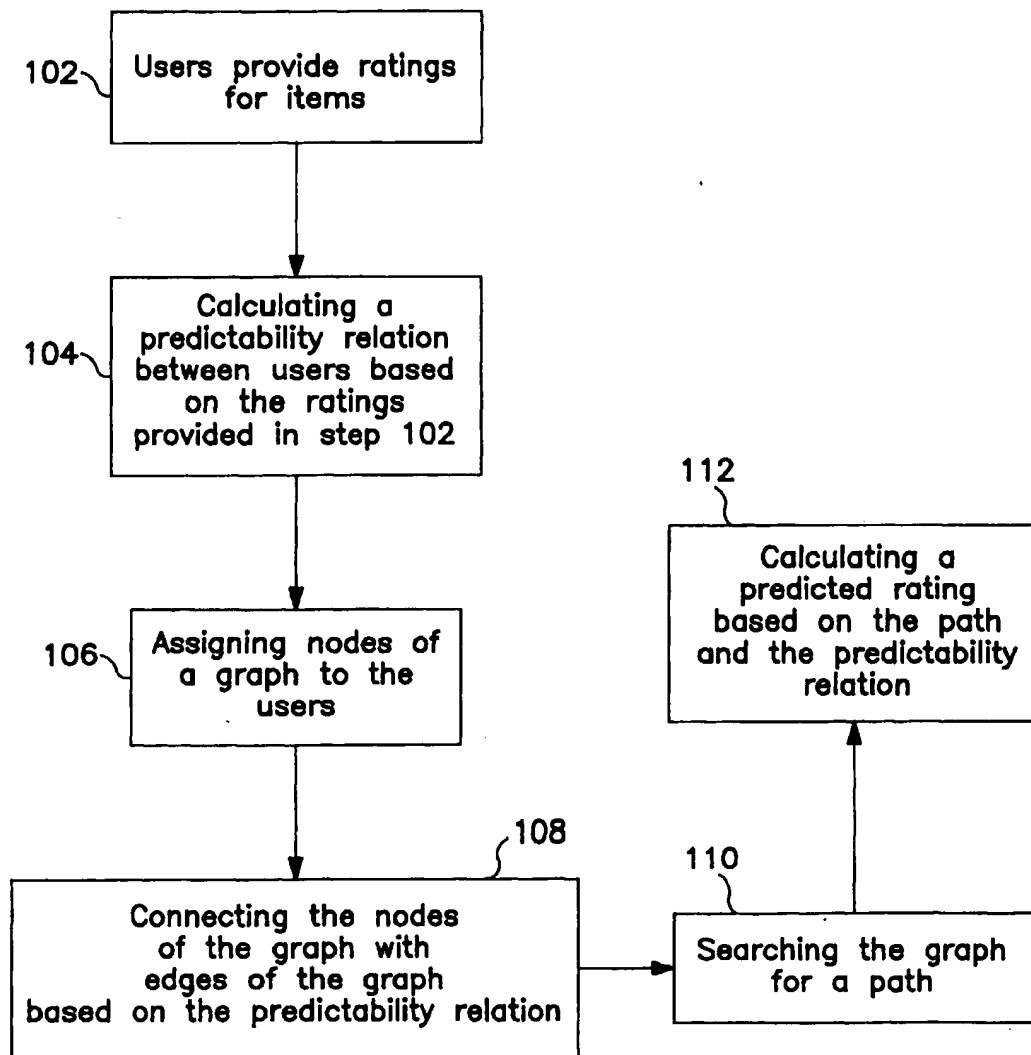 102
Users provide ratings
for items
104
Calculating a
predictability relation
between users based
on the ratings
provided in step 102
106
Assigning nodes of
a graph to the
users
108
Connecting the nodes
of the graph with
edges of the graph
based on the predictability relation
110
Searching the graph
for a path
112
Calculating a
predicted rating
based on the path
and the predictability
relation